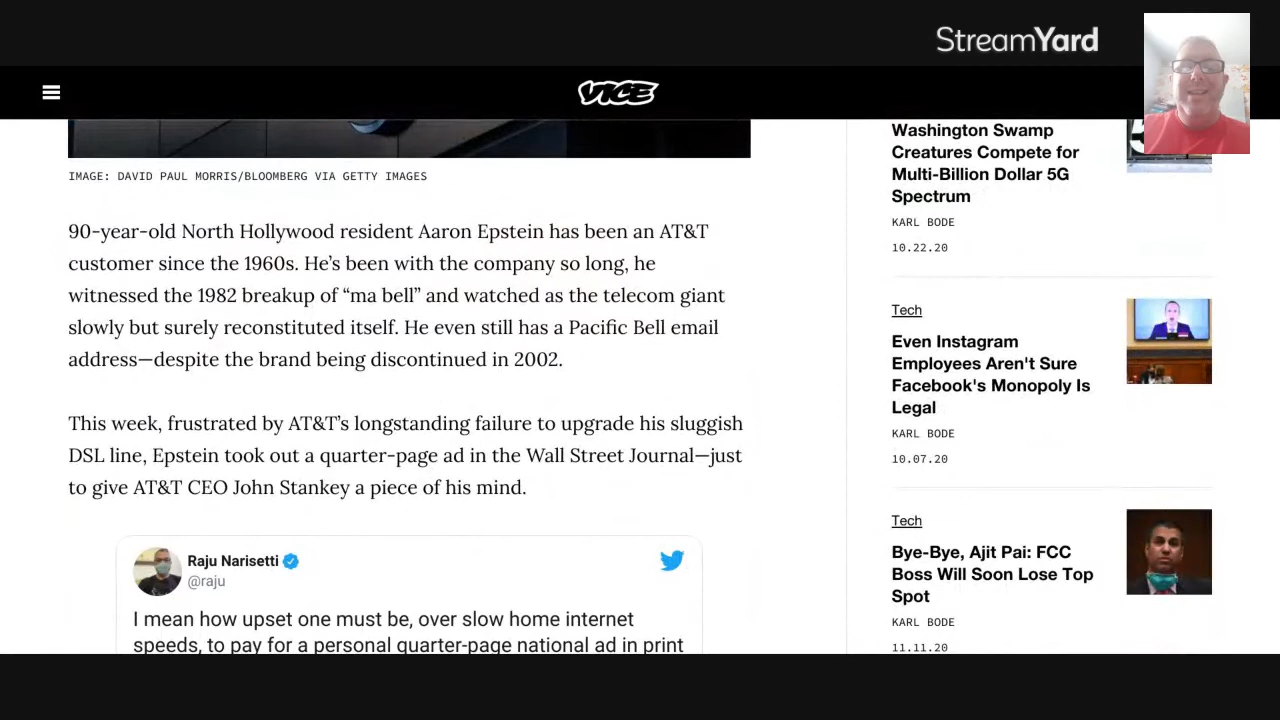 StreamYard
VICE
IMAGE: DAVID PAUL MORRIS/BLOOMBERG VIA GETTY IMAGES
90-year-old North Hollywood resident Aaron Epstein has been an AT&T
customer since the 1960s. He’s been with the company so long, he
witnessed the 1982 breakup of “ma bell” and watched as the telecom giant
slowly but surely reconstituted itself. He even still has a Pacific Bell email
address—despite the brand being discontinued in 2002.
This week, frustrated by AT&T’s longstanding failure to upgrade his sluggish
DSL line, Epstein took out a quarter-page ad in the Wall Street Journal—just
to give AT&T CEO John Stankey a piece of his mind.
Raju Narisetti
@raju
I mean how upset one must be, over slow home internet
speeds, to pay for a personal quarter-page national ad in print
Washington Swamp
Creatures Compete for
Multi-Billion Dollar 5G
Spectrum
KARL BODE
10.22.20
Tech
Even Instagram
Employees Aren't Sure
Facebook's Monopoly Is
Legal
KARL BODE
10.07.20
Tech
Bye-Bye, Ajit Pai: FCC
Boss Will Soon Lose Top
Spot
KARL BODE
11.11.20